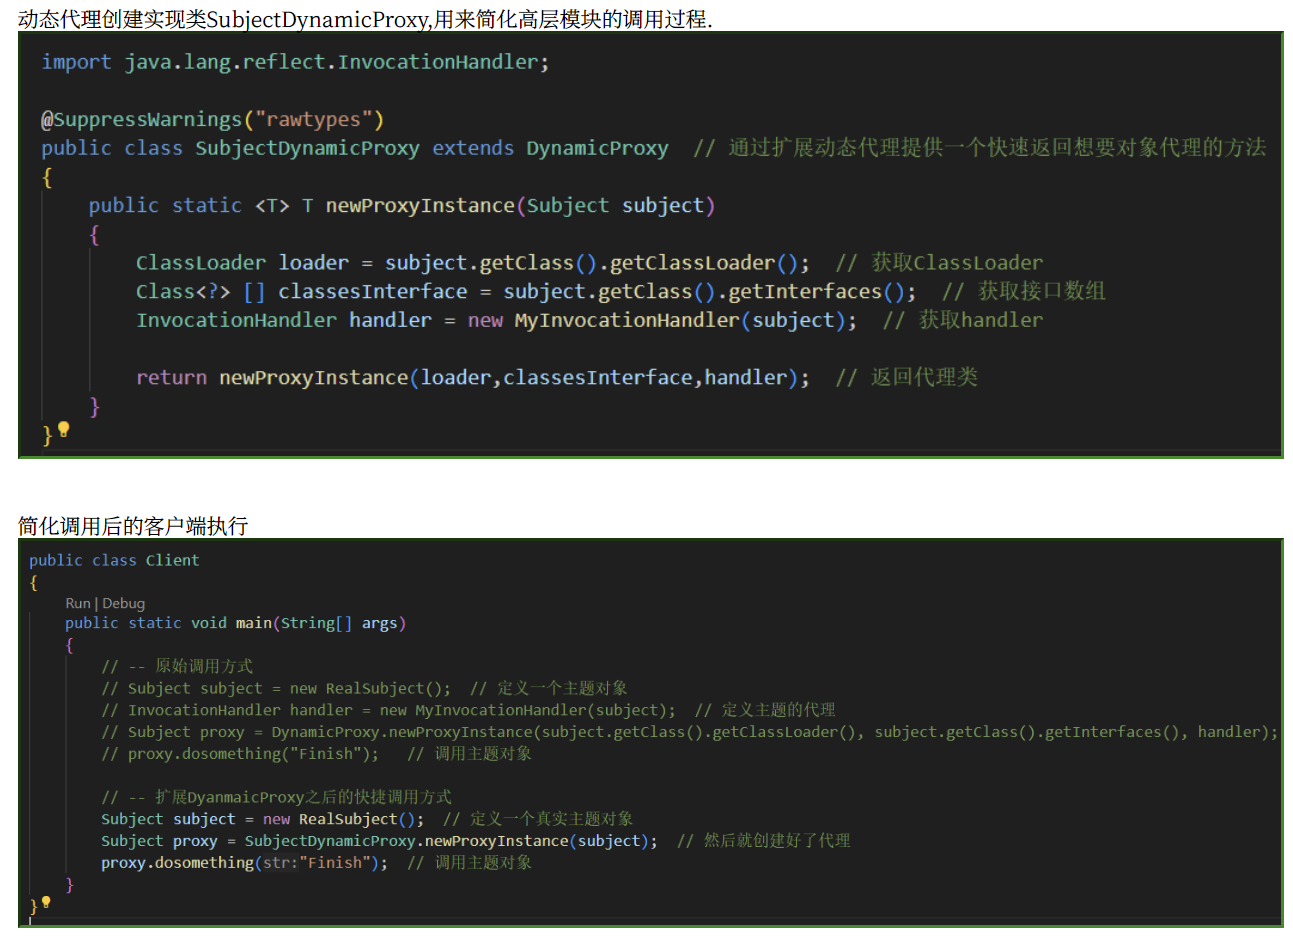 动态代理创建实现类SubjectDynamicProxy,用来简化高层模块的调用过程.
import java.lang.reflect.InvocationHandler;
@SuppressWarnings("rawtypes")
public class SubjectDynamicProxy extends DynamicProxy  // 通过扩展动态代理提供一个快速返回想要对象代理的方法
{
    public static <T> T newProxyInstance(Subject subject)
    {
        ClassLoader loader = subject.getClass().getClassLoader();  // 获取ClassLoader
        Class<?> [] classesInterface = subject.getClass().getInterfaces();  // 获取接口数组
        InvocationHandler handler = new MyInvocationHandler(subject);  // 获取handler
        return newProxyInstance(loader,classesInterface,handler);  // 返回代理类
    }
}
简化调用后的客户端执行
public class Client
{
    Run | Debug
    public static void main(String[] args)
    {
        // -- 原始调用方式
        // Subject subject = new RealSubject();  // 定义一个主题对象
        // InvocationHandler handler = new MyInvocationHandler(subject);  // 定义主题的代理
        // Subject proxy = DynamicProxy.newProxyInstance(subject.getClass().getClassLoader(), subject.getClass().getInterfaces(), handler);
        // proxy.dosomething("Finish");   // 调用主题对象
        // -- 扩展DyanmaicProxy之后的快捷调用方式
        Subject subject = new RealSubject();  // 定义一个真实主题对象
        Subject proxy = SubjectDynamicProxy.newProxyInstance(subject);  // 然后就创建好了代理
        proxy.dosomething(str:"Finish");  // 调用主题对象
    }
}